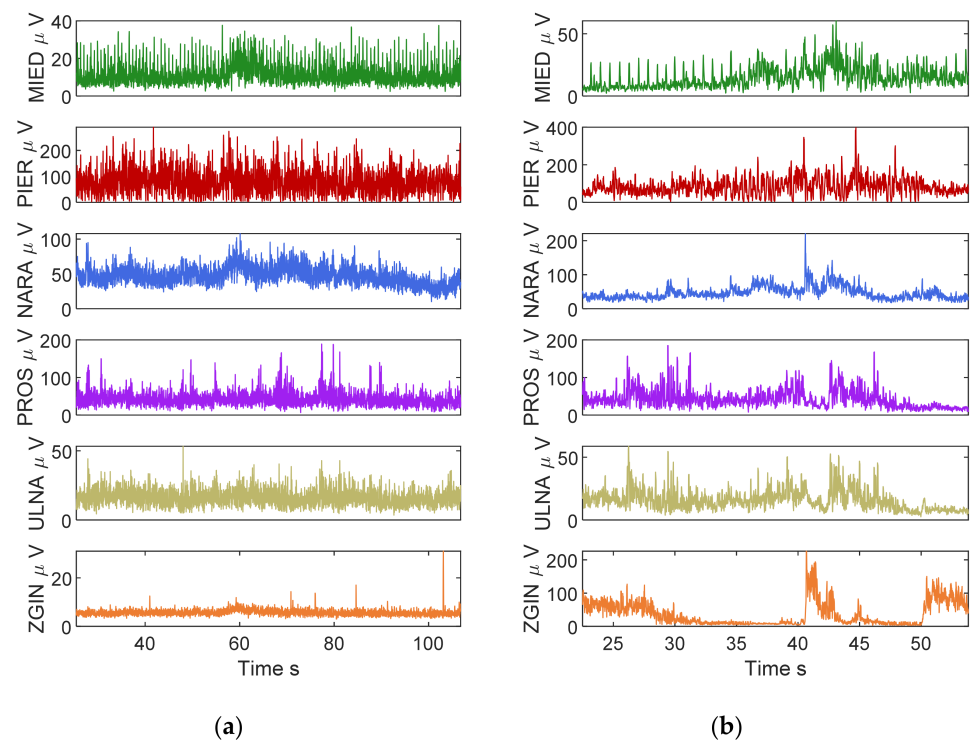 MIED μ V
40
20
0
PIER μ V
200
100
0
NARA μ V
100
50
0
PROS μ V
200
100
0
ULNA μ V
50
0
ZGIN μ V
20
0
40 60 80 100
Time s
(a)
MIED μ V
50
0
PIER μ V
400
200
0
NARA μ V
200
100
0
PROS μ V
200
100
0
ULNA μ V
50
0
ZGIN μ V
200
100
0
25 30 35 40 45 50
Time s
(b)